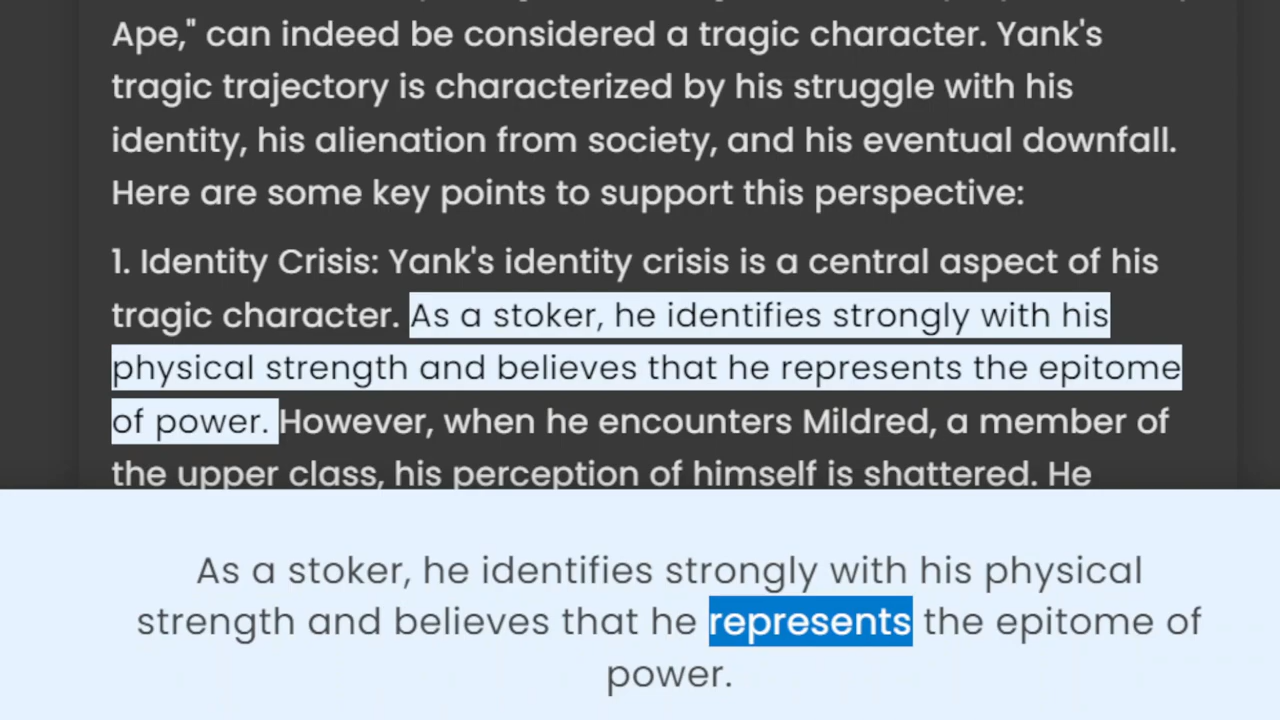 Ape," can indeed be considered a tragic character. Yank's
tragic trajectory is characterized by his struggle with his
identity, his alienation from society, and his eventual downfall.
Here are some key points to support this perspective:
1. Identity Crisis: Yank's identity crisis is a central aspect of his
tragic character. As a stoker, he identifies strongly with his
physical strength and believes that he represents the epitome
of power. However, when he encounters Mildred, a member of
the upper class, his perception of himself is shattered. He
As a stoker, he identifies strongly with his physical
strength and believes that he represents the epitome of
power.